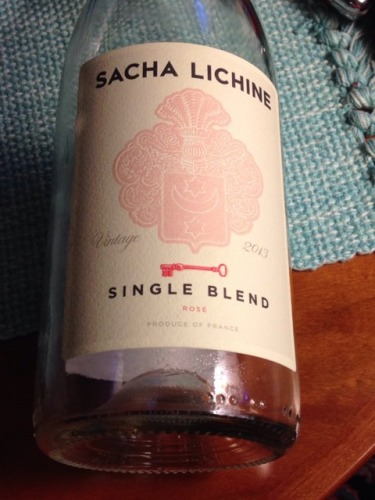 SACHA LICHINE
Vintage 2013
SINGLE BLEND
ROSÉ
PRODUCE OF FRANCE